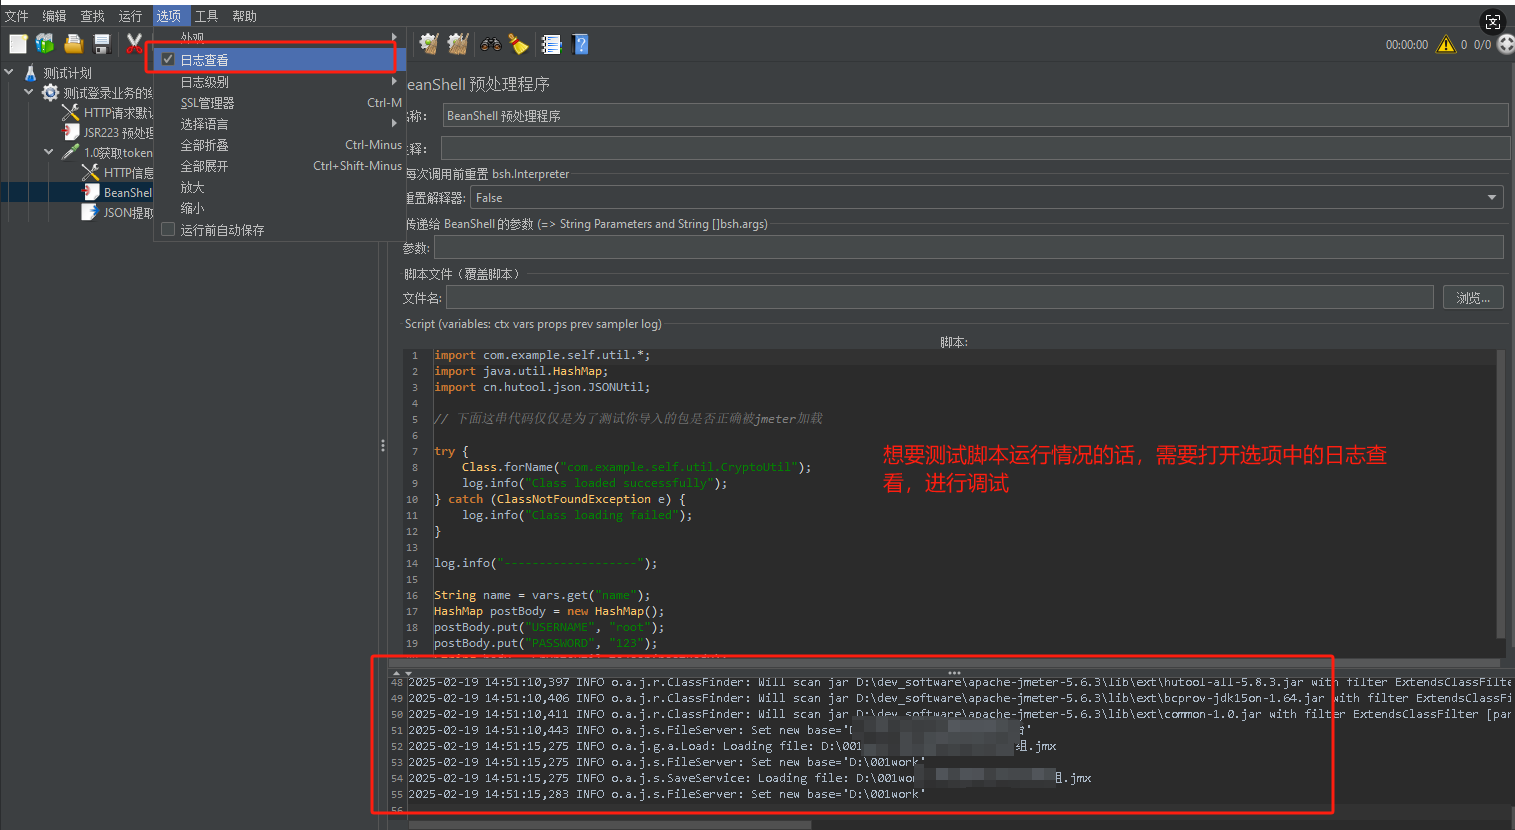 文件 编辑 查找 运行 选项 工具 帮助
00:00:00 0 0/0
外观
日志查看
日志级别
SSL管理器 Ctrl-M
选择语言
全部折叠 Ctrl-Minus
全部展开 Ctrl+Shift-Minus
放大
缩小
运行前自动保存
测试计划
测试登录业务的
HTTP请求默
JSR223 预处理
1.0获取token
HTTP信息
BeanShel
JSON提取
eanShell 预处理程序
称: BeanShell 预处理程序
注释:
每次调用前重置 bsh.Interpreter
重置解释器: False
传递给 BeanShell 的参数 (=> String Parameters and String []bsh.args)
参数:
脚本文件（覆盖脚本）
文件名: 浏览...
Script (variables: ctx vars props prev sampler log)
脚本:
1 import com.example.self.util.*;
2 import java.util.HashMap;
3 import cn.hutool.json.JSONUtil;
4
5 // 下面这串代码仅仅是为了测试你导入的包是否正确被jmeter加载
6
7 try {
8 Class.forName("com.example.self.util.CryptoUtil");
9 log.info("Class loaded successfully");
10 } catch (ClassNotFoundException e) {
11 log.info("Class loading failed");
12 }
13
14 log.info("-------------------");
15
16 String name = vars.get("name");
17 HashMap postBody = new HashMap();
18 postBody.put("USERNAME", "root");
19 postBody.put("PASSWORD", "123");
想要测试脚本运行情况的话，需要打开选项中的日志查
看，进行调试
48 2025-02-19 14:51:10,397 INFO o.a.j.r.ClassFinder: Will scan jar D:\dev_software\apache-jmeter-5.6.3\lib\ext\hutool-all-5.8.3.jar with filter ExtendsClassFilte
49 2025-02-19 14:51:10,406 INFO o.a.j.r.ClassFinder: Will scan jar D:\dev_software\apache-jmeter-5.6.3\lib\ext\bcprov-jdk15on-1.64.jar with filter ExtendsClassFi
50 2025-02-19 14:51:10,411 INFO o.a.j.r.ClassFinder: Will scan jar D:\dev_software\apache-jmeter-5.6.3\lib\ext\common-1.0.jar with filter ExtendsClassFilter [par
51 2025-02-19 14:51:10,443 INFO o.a.j.s.FileServer: Set new base='D
52 2025-02-19 14:51:15,275 INFO o.a.j.g.a.Load: Loading file: D:\001 组.jmx
53 2025-02-19 14:51:15,275 INFO o.a.j.s.FileServer: Set new base='D:\001work'
54 2025-02-19 14:51:15,275 INFO o.a.j.s.SaveService: Loading file: D:\001wor 组.jmx
55 2025-02-19 14:51:15,283 INFO o.a.j.s.FileServer: Set new base='D:\001work'
56